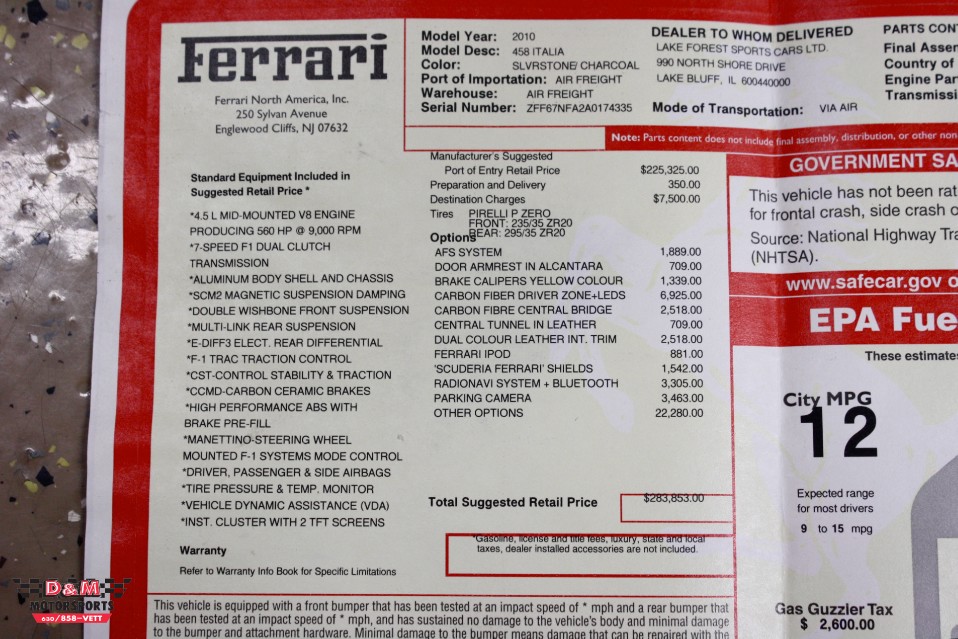 Ferrari
Ferrari North America, Inc.
250 Sylvan Avenue
Englewood Cliffs, NJ 07632
Model Year: 2010
Model Desc: 458 ITALIA
Color: SLVRSTONE/ CHARCOAL
Port of Importation: AIR FREIGHT
Warehouse: AIR FREIGHT
Serial Number: ZFF67NFA2A0174335
DEALER TO WHOM DELIVERED
LAKE FOREST SPORTS CARS LTD.
990 NORTH SHORE DRIVE
LAKE BLUFF, IL 600440000
Mode of Transportation: VIA AIR
PARTS CONT
Final Assem
Country of
Engine Par
Transmissi
Note: Parts content does not include final assembly, distribution, or other non
Standard Equipment Included in
Suggested Retail Price *
*4.5 L MID-MOUNTED V8 ENGINE
PRODUCING 560 HP @ 9,000 RPM
*7-SPEED F1 DUAL CLUTCH
TRANSMISSION
*ALUMINUM BODY SHELL AND CHASSIS
*SCM2 MAGNETIC SUSPENSION DAMPING
*DOUBLE WISHBONE FRONT SUSPENSION
*MULTI-LINK REAR SUSPENSION
*E-DIFF3 ELECT. REAR DIFFERENTIAL
*F-1 TRAC TRACTION CONTROL
*CST-CONTROL STABILITY & TRACTION
*CCMD-CARBON CERAMIC BRAKES
*HIGH PERFORMANCE ABS WITH
BRAKE PRE-FILL
*MANETTINO-STEERING WHEEL
MOUNTED F-1 SYSTEMS MODE CONTROL
*DRIVER, PASSENGER & SIDE AIRBAGS
*TIRE PRESSURE & TEMP. MONITOR
*VEHICLE DYNAMIC ASSISTANCE (VDA)
*INST. CLUSTER WITH 2 TFT SCREENS
Warranty
Refer to Warranty Info Book for Specific Limitations
Manufacturer's Suggested
Port of Entry Retail Price $225,325.00
Preparation and Delivery 350.00
Destination Charges $7,500.00
Tires PIRELLI P ZERO
FRONT: 235/35 ZR20
REAR: 295/35 ZR20
Options
AFS SYSTEM 1,889.00
DOOR ARMREST IN ALCANTARA 709.00
BRAKE CALIPERS YELLOW COLOUR 1,339.00
CARBON FIBER DRIVER ZONE+LEDS 6,925.00
CARBON FIBRE CENTRAL BRIDGE 2,518.00
CENTRAL TUNNEL IN LEATHER 709.00
DUAL COLOUR LEATHER INT. TRIM 2,518.00
FERRARI IPOD 881.00
'SCUDERIA FERRARI' SHIELDS 1,542.00
RADIONAVI SYSTEM + BLUETOOTH 3,305.00
PARKING CAMERA 3,463.00
OTHER OPTIONS 22,280.00
Total Suggested Retail Price $283,853.00
*Gasoline, license and title fees, luxury, state and local
taxes, dealer installed accessories are not included.
GOVERNMENT SA
This vehicle has not been rat
for frontal crash, side crash o
Source: National Highway Tra
(NHTSA).
www.safecar.gov o
EPA Fue
These estimates
City MPG
12
Expected range
for most drivers
9 to 15 mpg
Gas Guzzler Tax
$ 2,600.00
This vehicle is equipped with a front bumper that has been tested at an impact speed of * mph and a rear bumper that
has been tested at an impact speed of * mph, and has sustained no damage to the vehicle's body and minimal damage
to the bumper and attachment hardware. Minimal damage to the bumper means damage that can be repaired with the
D&M
MOTORSPORTS
630/858-VETT